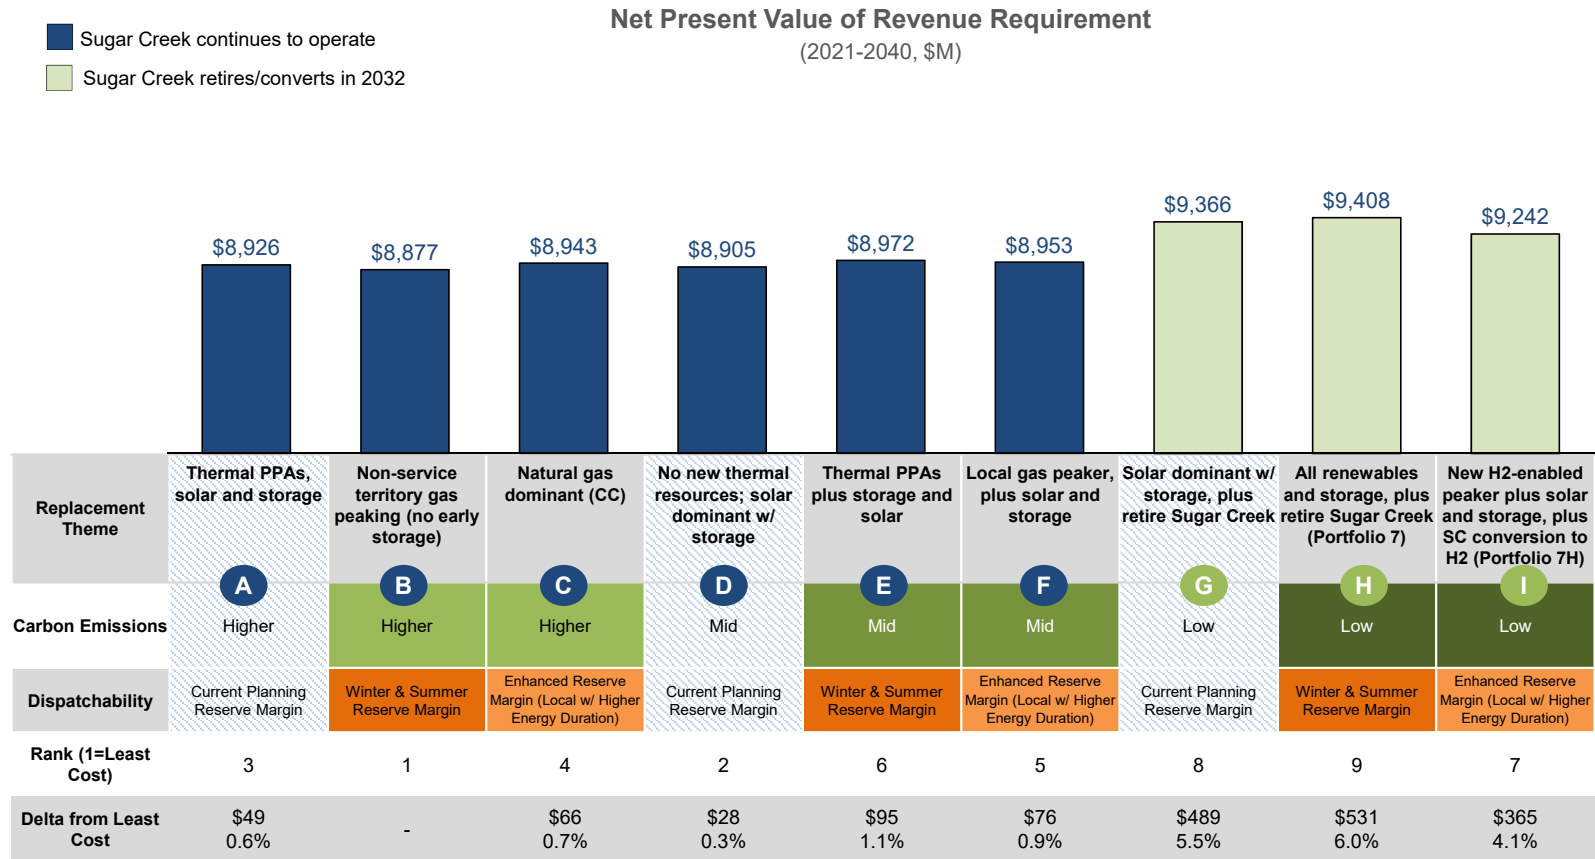 Net Present Value of Revenue Requirement
(2021-2040, $M)
Sugar Creek continues to operate
Sugar Creek retires/converts in 2032
$8,926
$8,877
$8,943
$8,905
$8,972
$8,953
$9,366
$9,408
$9,242
Replacement
Theme
Thermal PPAs,
solar and storage
Non-service
territory gas
peaking (no early
storage)
Natural gas
dominant (CC)
No new thermal
resources; solar
dominant w/
storage
Thermal PPAs
plus storage and
solar
Local gas peaker,
plus solar and
storage
Solar dominant w/
storage, plus
retire Sugar Creek
All renewables
and storage, plus
retire Sugar Creek
(Portfolio 7)
New H2-enabled
peaker plus solar
and storage, plus
SC conversion to
H2 (Portfolio 7H)
A
B
C
D
E
F
G
H
I
Carbon Emissions
Higher
Higher
Higher
Mid
Mid
Mid
Low
Low
Low
Dispatchability
Current Planning
Reserve Margin
Winter & Summer
Reserve Margin
Enhanced Reserve
Margin (Local w/ Higher
Energy Duration)
Current Planning
Reserve Margin
Winter & Summer
Reserve Margin
Enhanced Reserve
Margin (Local w/ Higher
Energy Duration)
Current Planning
Reserve Margin
Winter & Summer
Reserve Margin
Enhanced Reserve
Margin (Local w/ Higher
Energy Duration)
Rank (1=Least
Cost)
3
1
4
2
6
5
8
9
7
Delta from Least
Cost
$49
0.6%
-
$66
0.7%
$28
0.3%
$95
1.1%
$76
0.9%
$489
5.5%
$531
6.0%
$365
4.1%